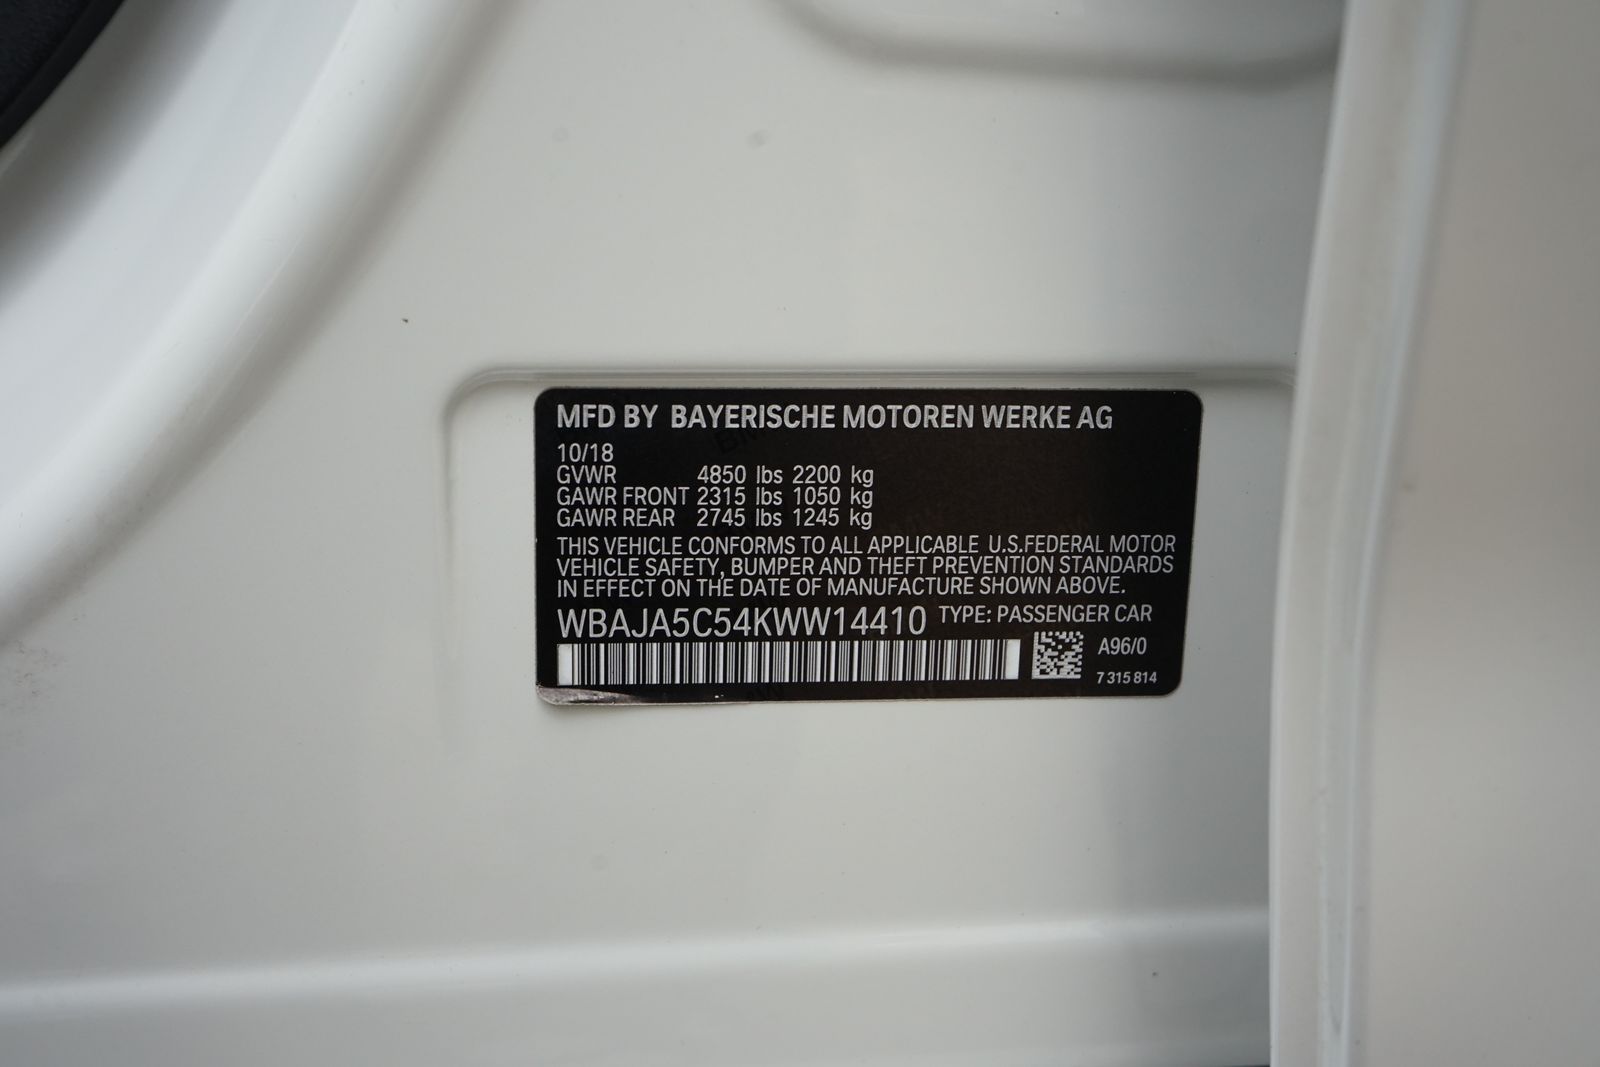 MFD BY BAYERISCHE MOTOREN WERKE AG
10/18
GVWR 4850 lbs 2200 kg
GAWR FRONT 2315 lbs 1050 kg
GAWR REAR 2745 lbs 1245 kg
THIS VEHICLE CONFORMS TO ALL APPLICABLE U.S.FEDERAL MOTOR
VEHICLE SAFETY, BUMPER AND THEFT PREVENTION STANDARDS
IN EFFECT ON THE DATE OF MANUFACTURE SHOWN ABOVE.
WBAJA5C54KWW14410 TYPE: PASSENGER CAR
A96/0
7 315 814